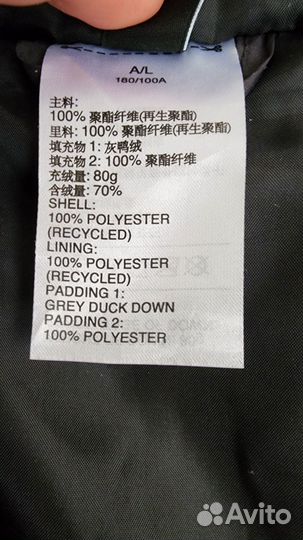 A/L
180/100A
主料:
100% 聚酯纤维(再生聚酯)
里料: 100% 聚酯纤维(再生聚酯)
填充物 1: 灰鸭绒
填充物 2: 100% 聚酯纤维
充绒量: 80g
含绒量: 70%
SHELL:
100% POLYESTER
(RECYCLED)
LINING:
100% POLYESTER
(RECYCLED)
PADDING 1:
GREY DUCK DOWN
PADDING 2:
100% POLYESTER
Avito